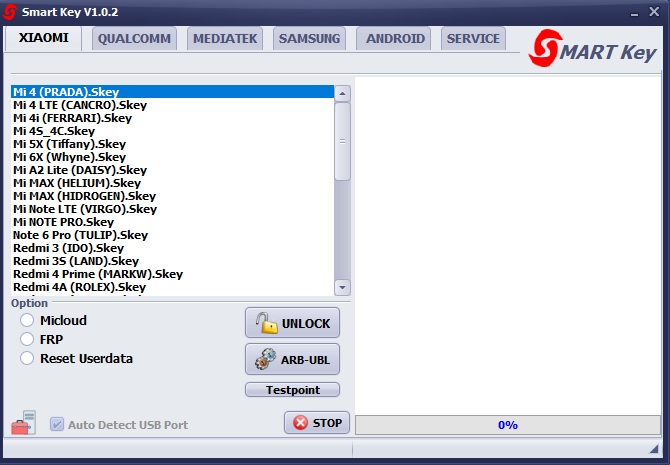 Smart Key V1.0.2
XIAOMI
QUALCOMM
MEDIATEK
SAMSUNG
ANDROID
SERVICE
SMART Key
Mi 4 (PRADA).Skey
Mi 4 LTE (CANCRO).Skey
Mi 4i (FERRARI).Skey
Mi 4S_4C.Skey
Mi 5X (Tiffany).Skey
Mi 6X (Whyne).Skey
Mi A2 Lite (DAISY).Skey
Mi MAX (HELIUM).Skey
Mi MAX (HIDROGEN).Skey
Mi Note LTE (VIRGO).Skey
Mi NOTE PRO.Skey
Note 6 Pro (TULIP).Skey
Redmi 3 (IDO).Skey
Redmi 3S (LAND).Skey
Redmi 4 Prime (MARKW).Skey
Redmi 4A (ROLEX).Skey
Option
Micloud
FRP
Reset Userdata
UNLOCK
ARB-UBL
Testpoint
Auto Detect USB Port
STOP
0%